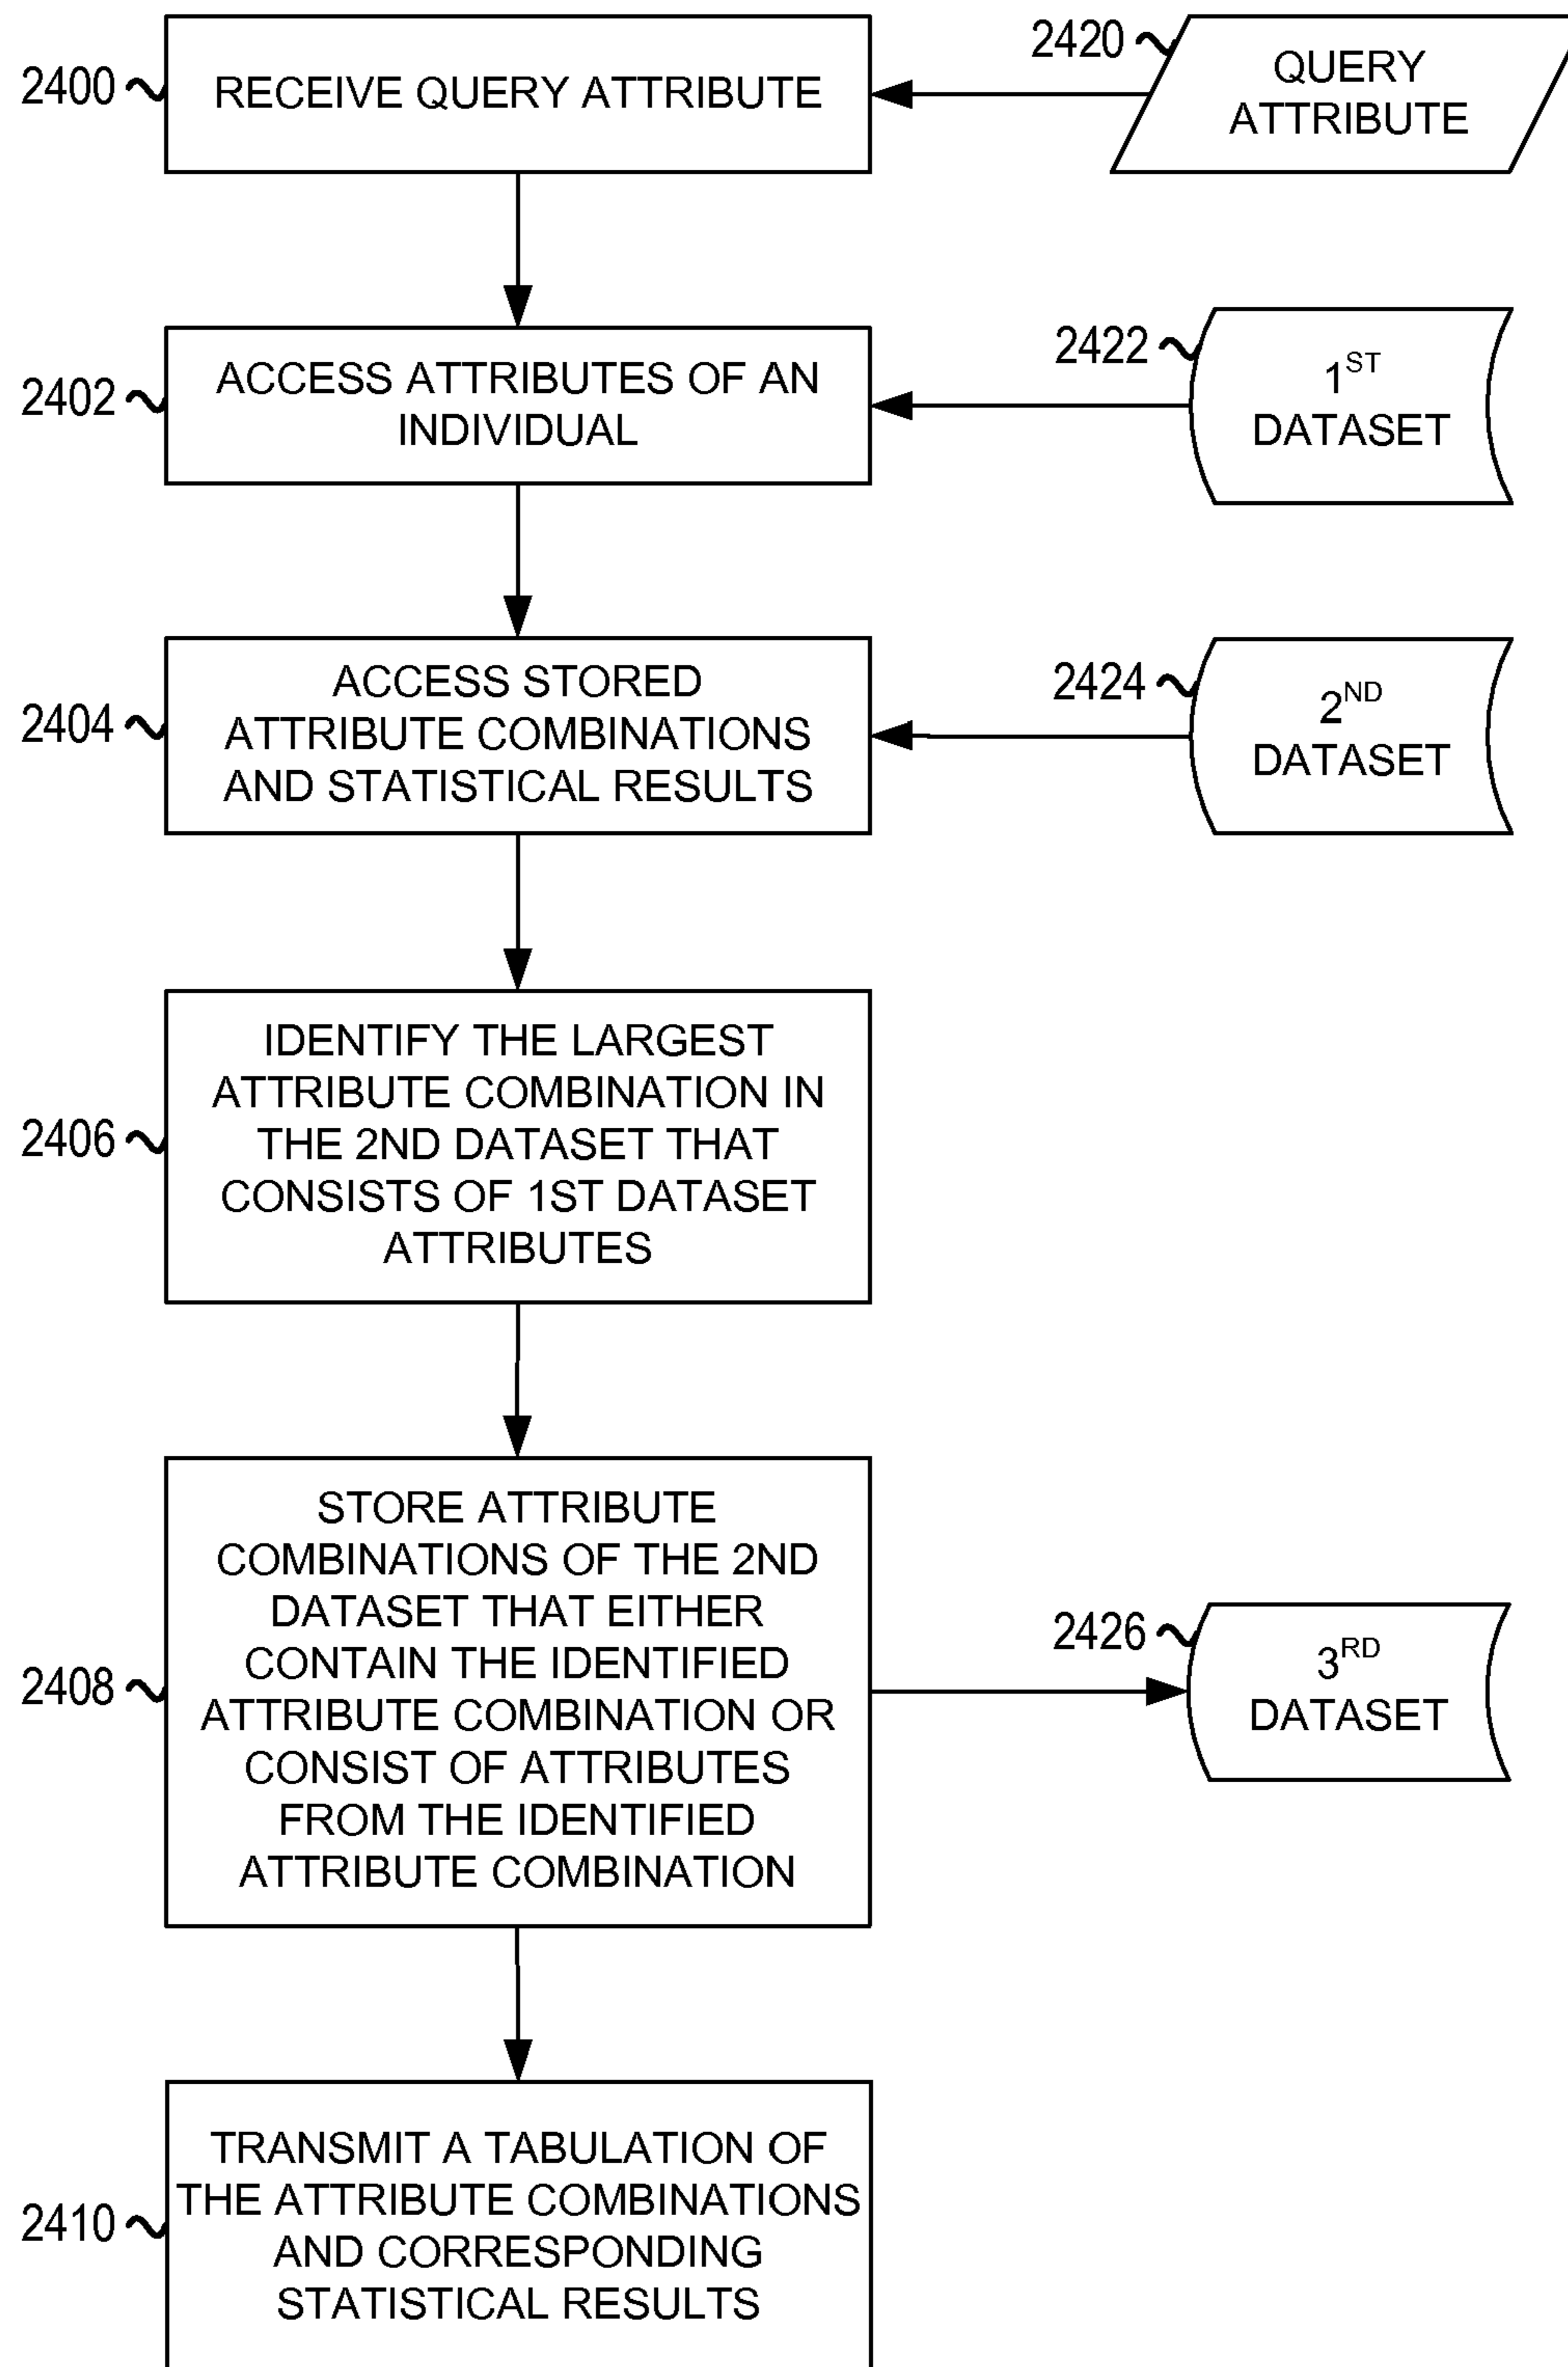 2400
RECEIVE QUERY ATTRIBUTE
2420
QUERY
ATTRIBUTE
2402
ACCESS ATTRIBUTES OF AN
INDIVIDUAL
2422
1ST
DATASET
2404
ACCESS STORED
ATTRIBUTE COMBINATIONS
AND STATISTICAL RESULTS
2424
2ND
DATASET
2406
IDENTIFY THE LARGEST
ATTRIBUTE COMBINATION IN
THE 2ND DATASET THAT
CONSISTS OF 1ST DATASET
ATTRIBUTES
2408
STORE ATTRIBUTE
COMBINATIONS OF THE 2ND
DATASET THAT EITHER
CONTAIN THE IDENTIFIED
ATTRIBUTE COMBINATION OR
CONSIST OF ATTRIBUTES
FROM THE IDENTIFIED
ATTRIBUTE COMBINATION
2426
3RD
DATASET
2410
TRANSMIT A TABULATION OF
THE ATTRIBUTE COMBINATIONS
AND CORRESPONDING
STATISTICAL RESULTS